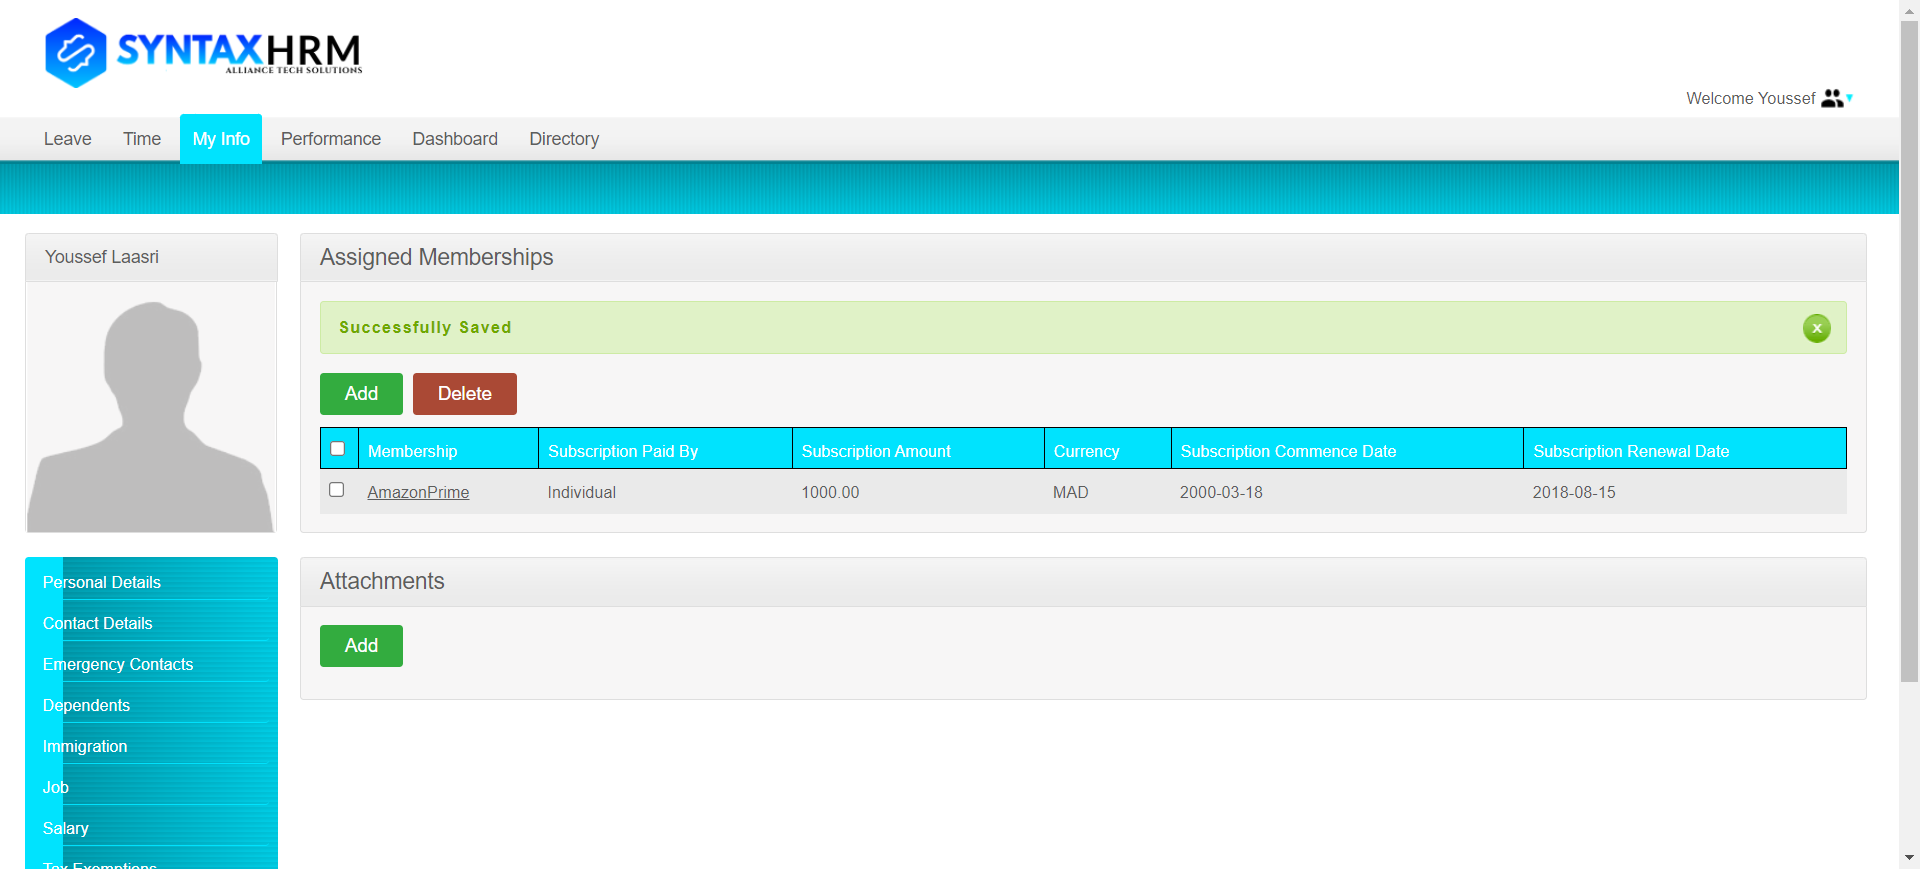 SYNTAXHRM
ALLIANCE TECH SOLUTIONS
Welcome Youssef
Leave Time My Info Performance Dashboard Directory
Youssef Laasri
Assigned Memberships
Successfully Saved
x
Add Delete
Membership Subscription Paid By Subscription Amount Currency Subscription Commence Date Subscription Renewal Date
AmazonPrime Individual 1000.00 MAD 2000-03-18 2018-08-15
Personal Details
Contact Details
Emergency Contacts
Dependents
Immigration
Job
Salary
Tax Exemptions
Attachments
Add